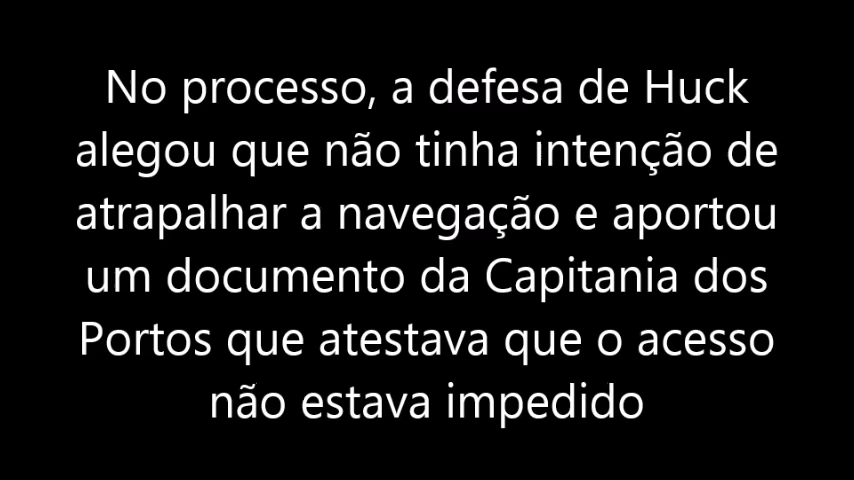 No processo, a defesa de Huck
alegou que não tinha intenção de
atrapalhar a navegação e aportou
um documento da Capitania dos
Portos que atestava que o acesso
não estava impedido